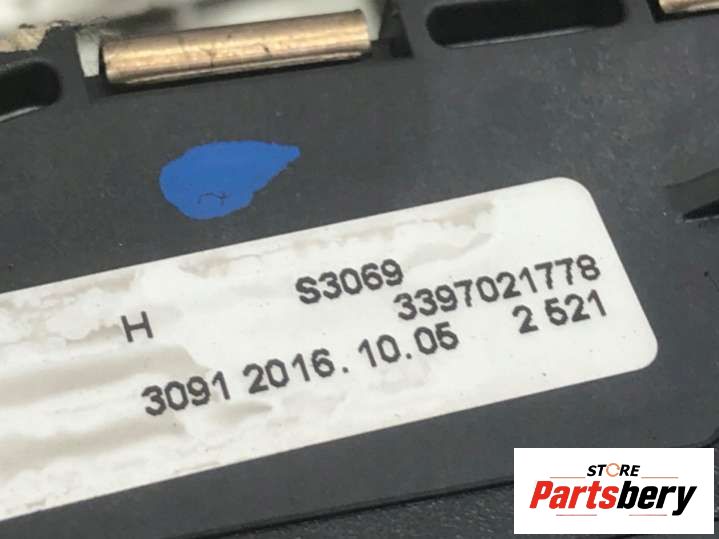 S3069
H 3397021778
3091 2016.10.05 2 521
STORE
Partsbery